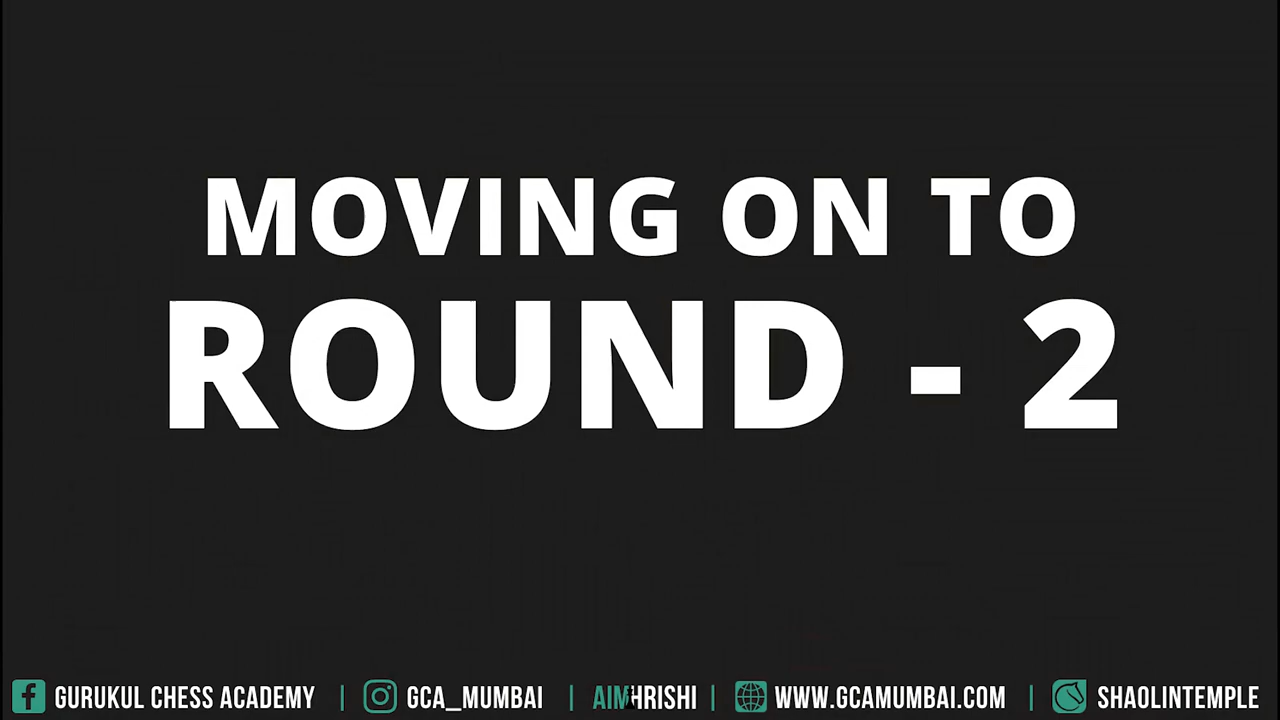 MOVING ON TO
ROUND - 2
GURUKUL CHESS ACADEMY | GCA_MUMBAI | AIMHRISHI | WWW.GCAMUMBAI.COM | SHAOLINTEMPLE